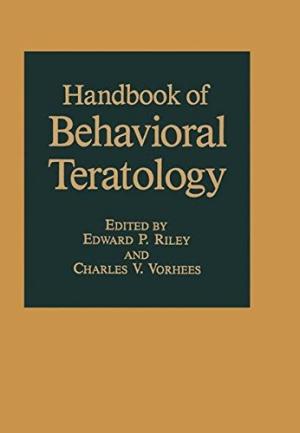 Handbook of
Behavioral
Teratology
EDITED BY
EDWARD P. RILEY
AND
CHARLES V. VORHEES